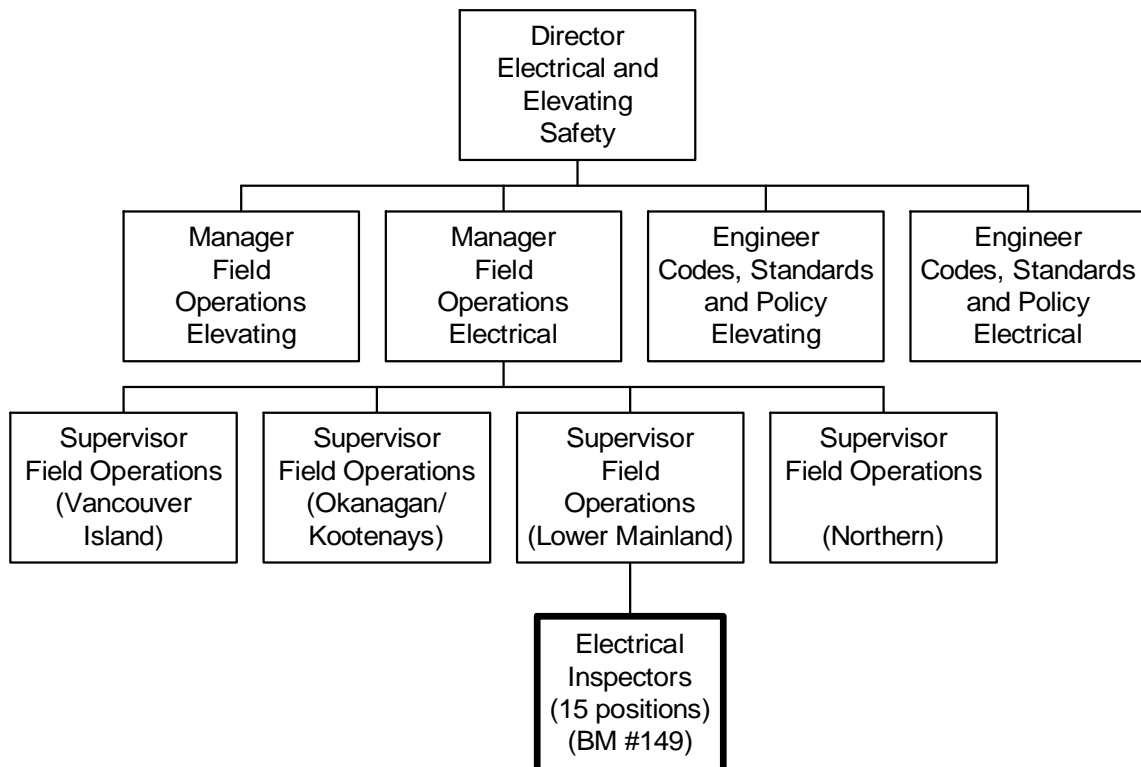 Director
Electrical and
Elevating
Safety
Manager
Field
Operations
Elevating
Manager
Field
Operations
Electrical
Engineer
Codes, Standards
and Policy
Elevating
Engineer
Codes, Standards
and Policy
Electrical
Supervisor
Field Operations
(Vancouver
Island)
Supervisor
Field Operations
(Okanagan/
Kootenays)
Supervisor
Field
Operations
(Lower Mainland)
Supervisor
Field Operations
(Northern)
Electrical
Inspectors
(15 positions)
(BM #149)